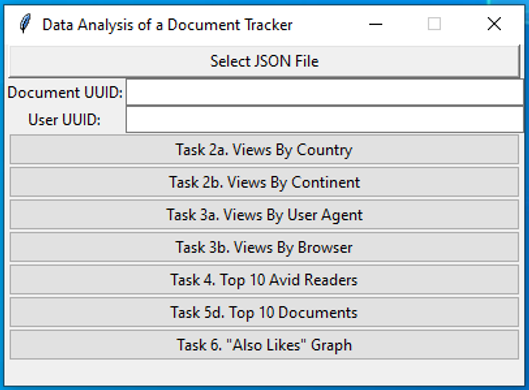 Data Analysis of a Document Tracker
Select JSON File
Document UUID:
User UUID:
Task 2a. Views By Country
Task 2b. Views By Continent
Task 3a. Views By User Agent
Task 3b. Views By Browser
Task 4. Top 10 Avid Readers
Task 5d. Top 10 Documents
Task 6. "Also Likes" Graph